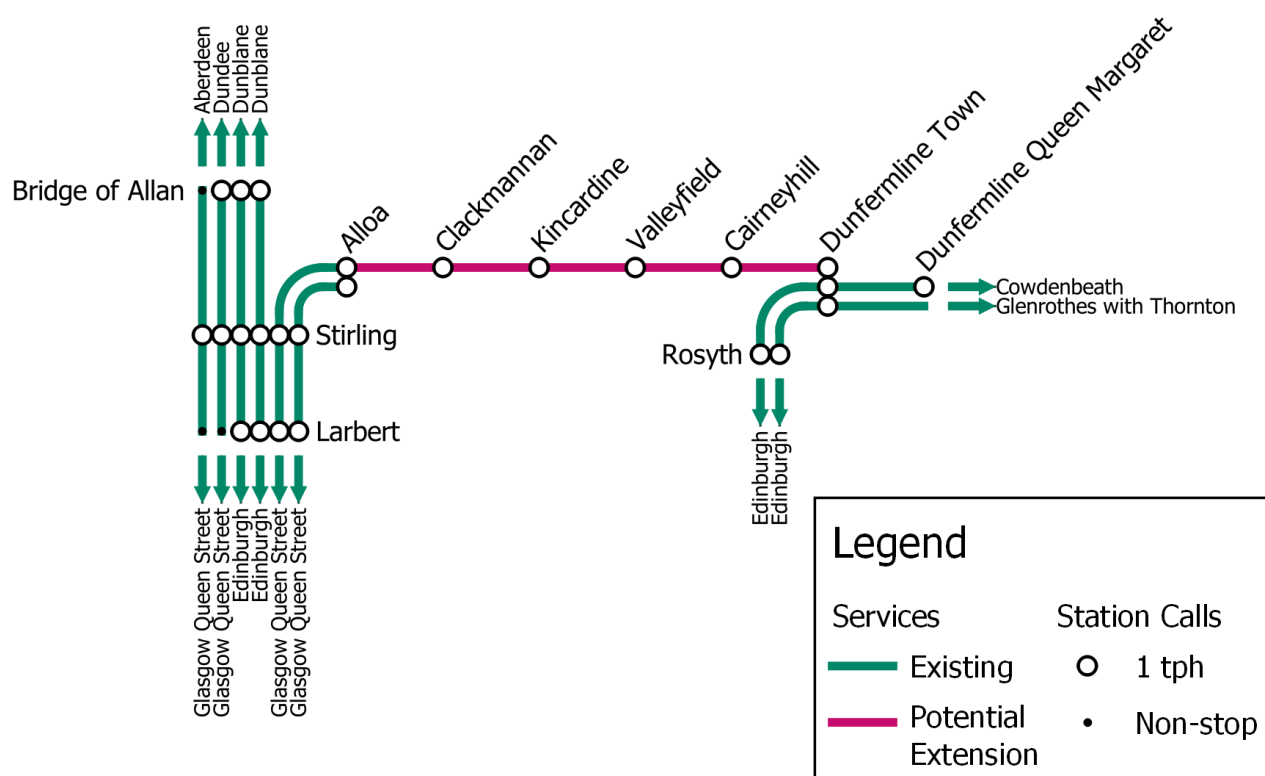 Aberdeen
Dundee
Dunblane
Dunblane
Bridge of Allan
Alloa
Clackmannan
Kincardine
Valleyfield
Cairneyhill
Dunfermline Town
Dunfermline Queen Margaret
Cowdenbeath
Glenrothes with Thornton
Stirling
Rosyth
Larbert
Edinburgh
Edinburgh
Glasgow Queen Street
Glasgow Queen Street
Edinburgh
Edinburgh
Glasgow Queen Street
Glasgow Queen Street
Legend
Services
Station Calls
Existing
1 tph
Potential
Extension
Non-stop